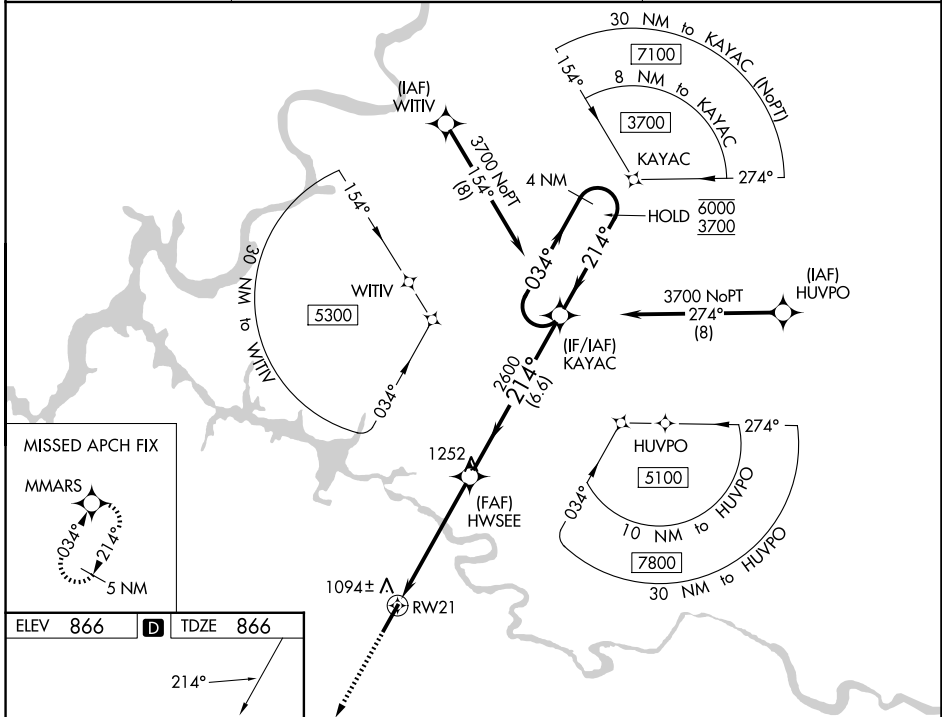 30 NM to KAYAC (NoPT)
7100
8 NM to KAYAC
3700
154°
KAYAC
274°
(IAF)
WITIV
3700 NoPT
154°
(8)
4 NM
HOLD 6000
3700
034°
214°
154°
WITIV
30 NM to WITIV
5300
034°
(IAF)
HUVPO
3700 NoPT
274°
(8)
(IF/IAF)
KAYAC
2600
214°
(6.6)
274°
HUVPO
5100
034°
10 NM to HUVPO
7800
30 NM to HUVPO
1252
(FAF)
HWSEE
MISSED APCH FIX
MMARS
034°
214°
5 NM
1094±
RW21
ELEV 866 D TDZE 866
214°